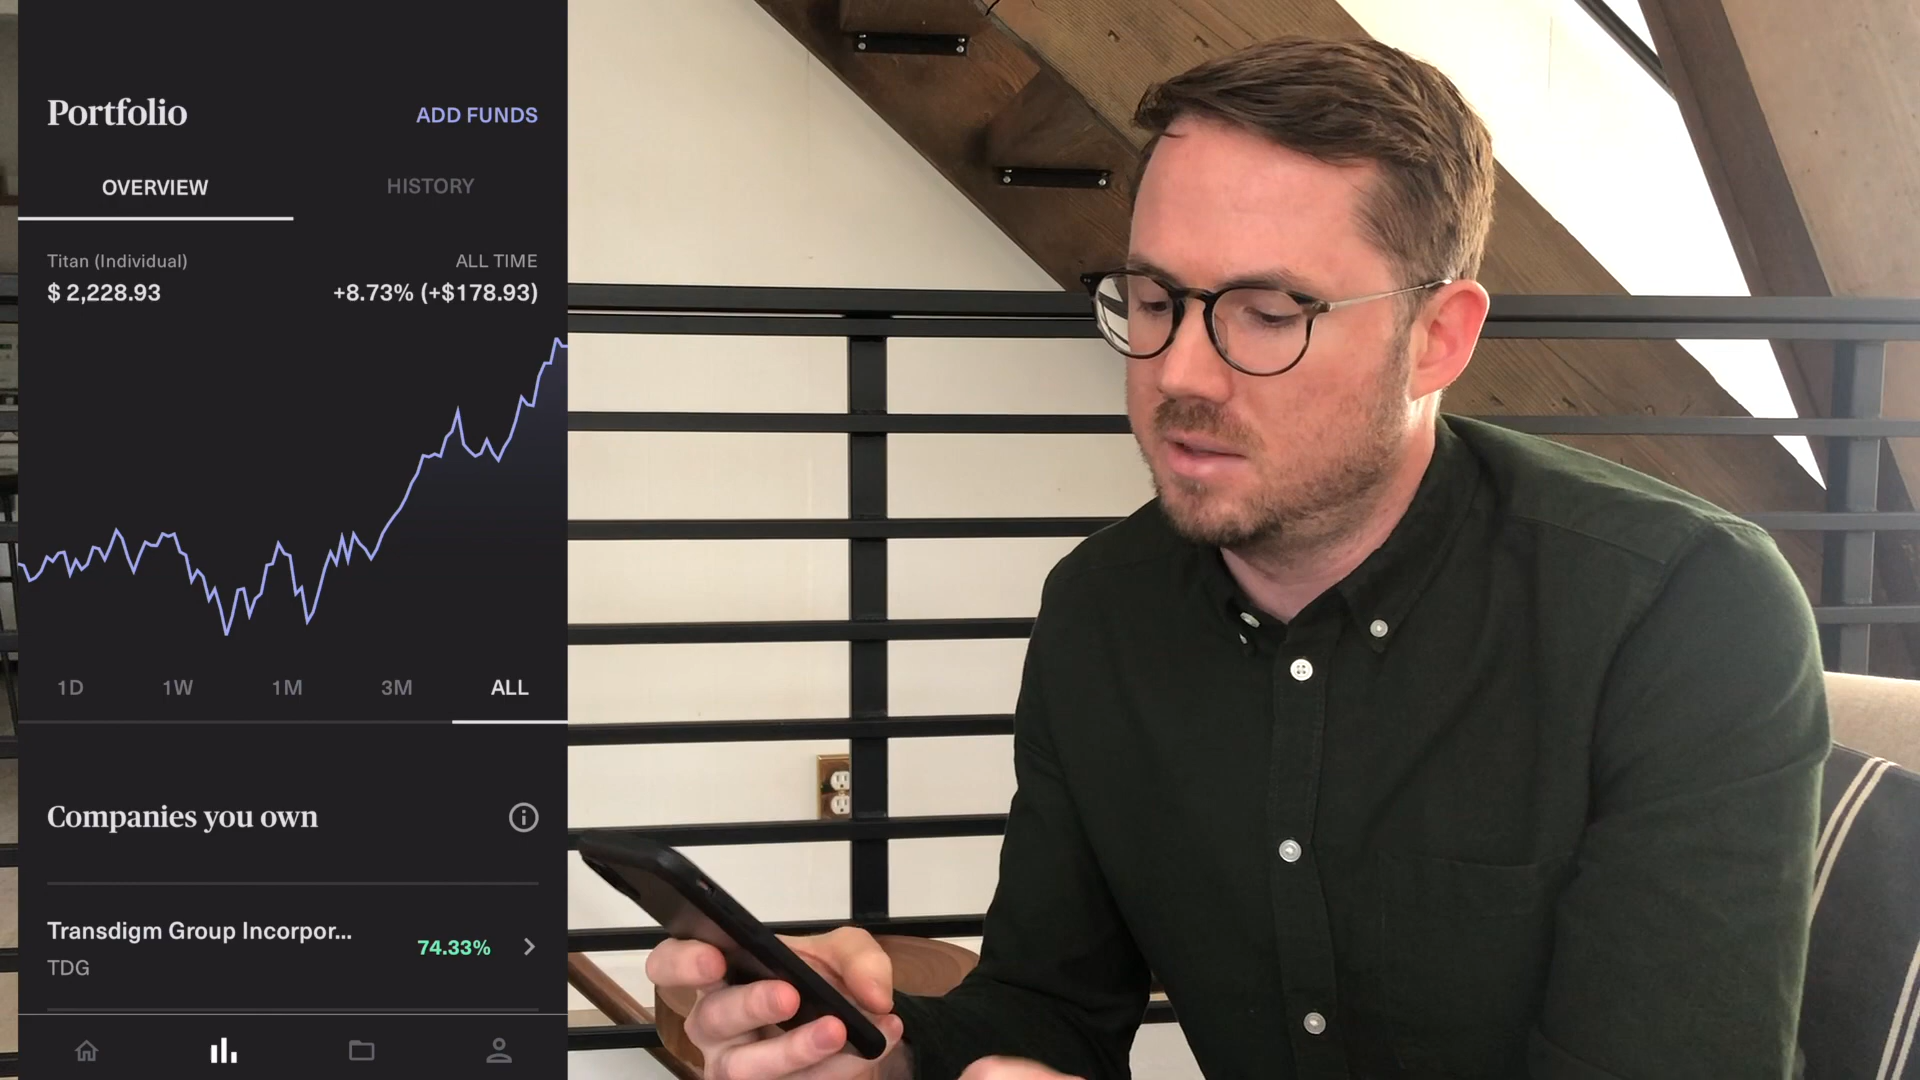 Portfolio
ADD FUNDS
OVERVIEW
HISTORY
Titan (Individual)
ALL TIME
$ 2,228.93
+8.73% (+$178.93)
1D
1W
1M
3M
ALL
Companies you own
Transdigm Group Incorpor...
74.33%
TDG